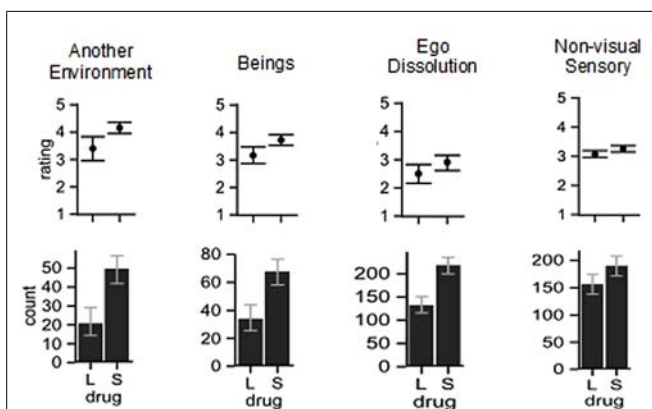 Another
Environment
Beings
Ego
Dissolution
Non-visual
Sensory
rating
5
4
3
2
1
5
4
3
2
1
5
4
3
2
1
5
4
3
2
1
count
50
40
30
20
10
0
80
60
40
20
0
200
150
100
50
0
200
150
100
50
0
L S
drug
L S
drug
L S
drug
L S
drug